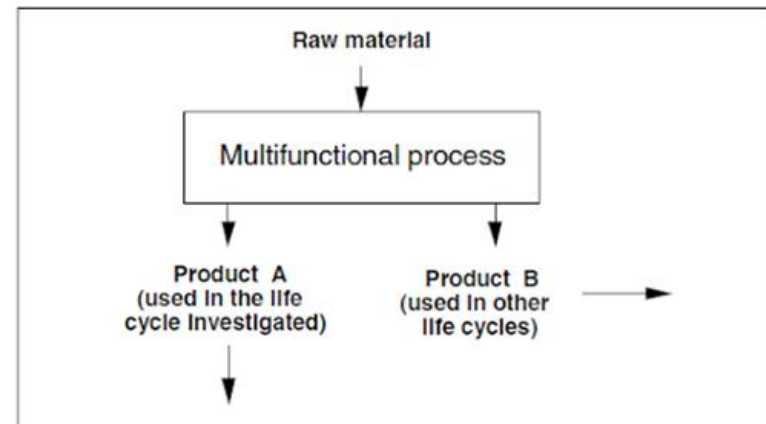 Raw material
Multifunctional process
Product A
(used in the life
cycle investigated)
Product B
(used in other
life cycles)